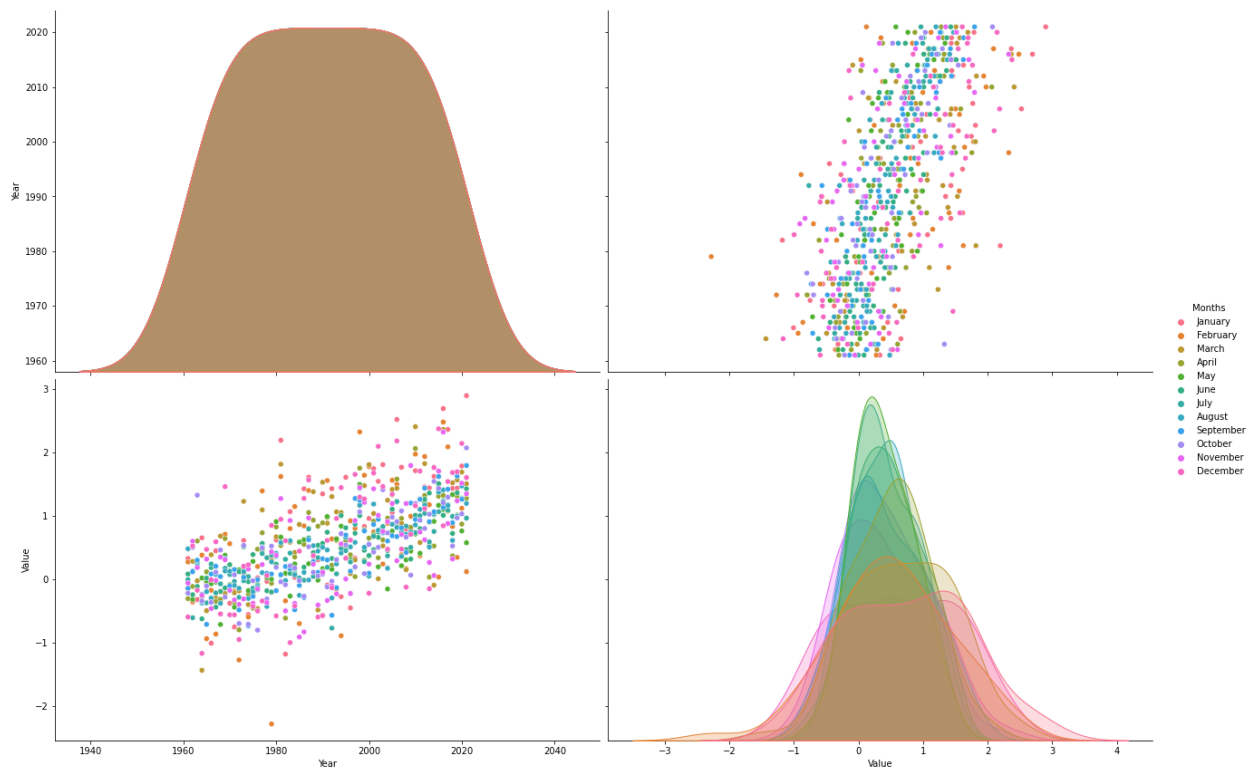 2020
2010
2000
1990
1980
1970
1960
Year
3
2
1
0
−1
−2
Value
1940 1960 1980 2000 2020 2040
Year
−3 −2 −1 0 1 2 3 4
Value
Months
January
February
March
April
May
June
July
August
September
October
November
December